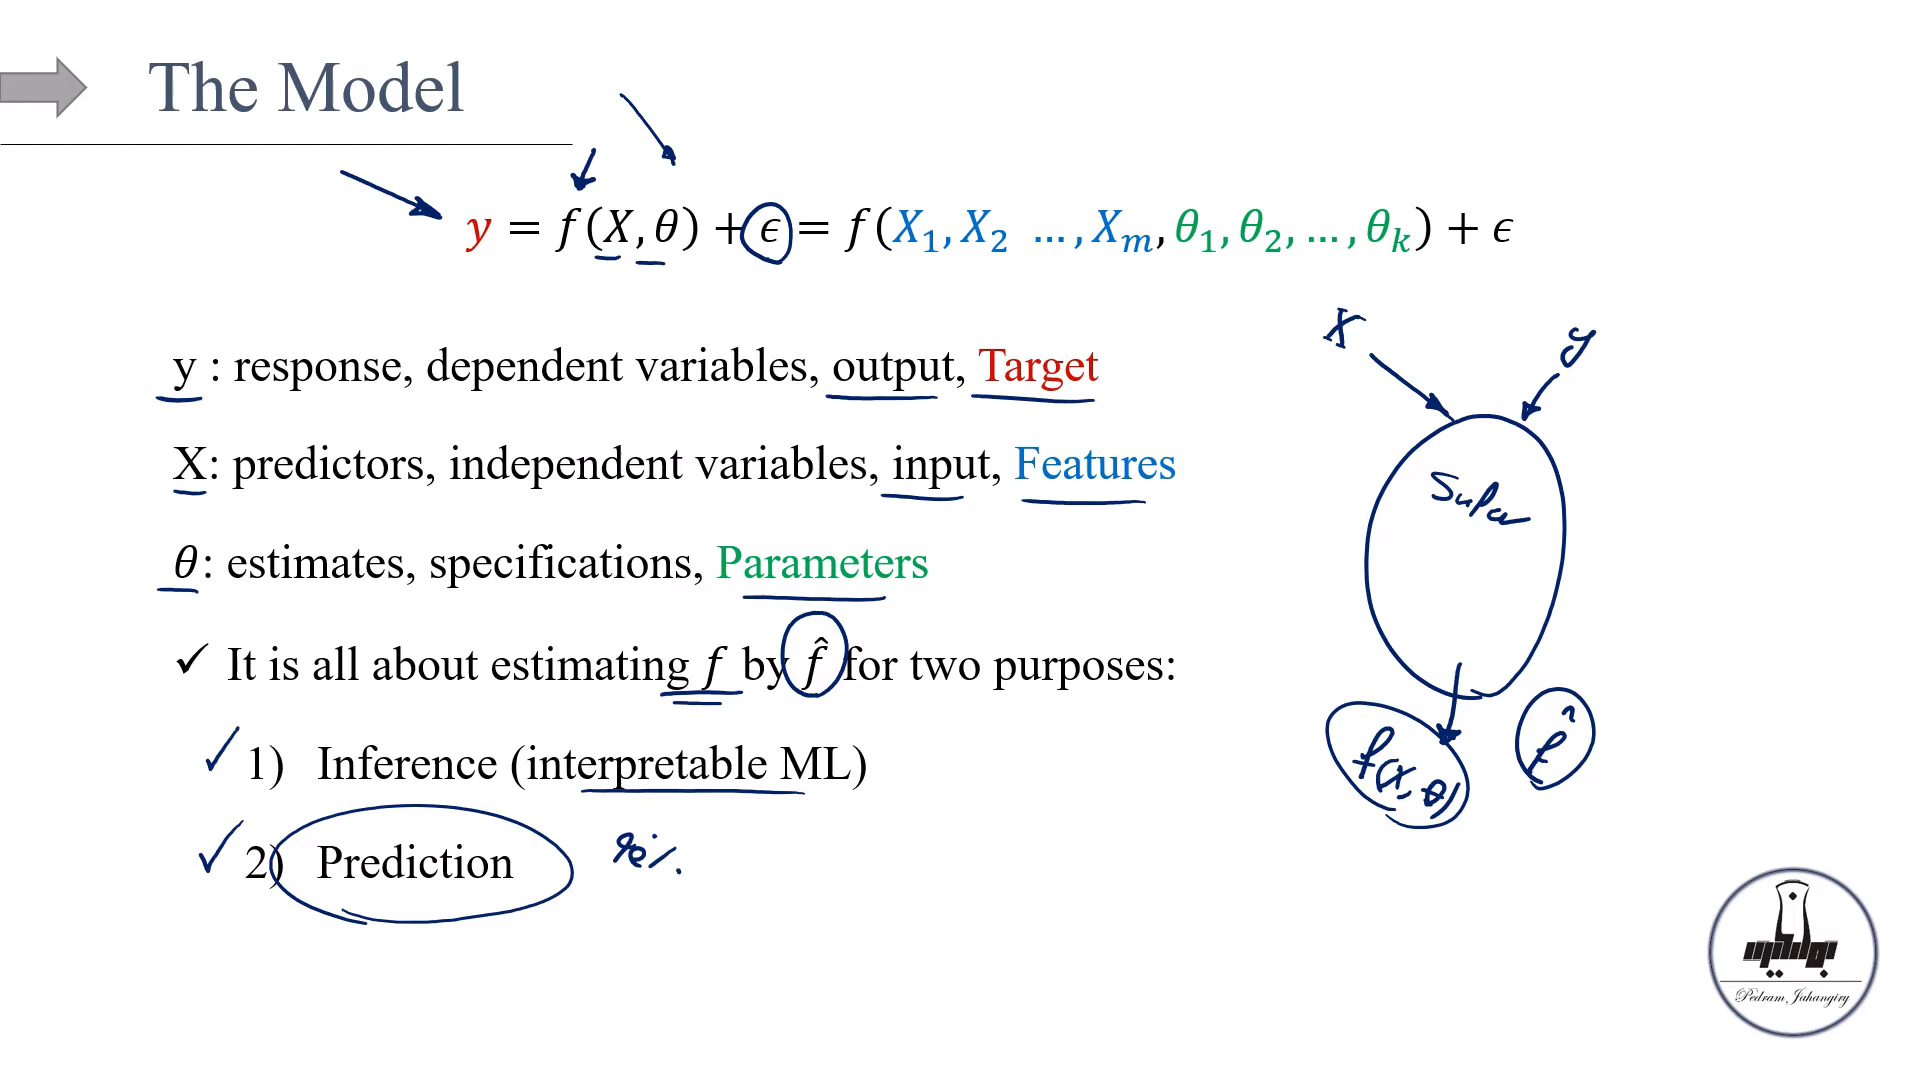 The Model
y = f(X, θ) + ϵ = f(X₁, X₂ …, Xₘ, θ₁, θ₂, …, θₖ) + ϵ
X
y
y : response, dependent variables, output, Target
X: predictors, independent variables, input, Features
θ: estimates, specifications, Parameters
✓ It is all about estimating f by f̂ for two purposes:
f(X, θ)
f̂
1) Inference (interpretable ML)
2) Prediction
Pedram, Jahangiry